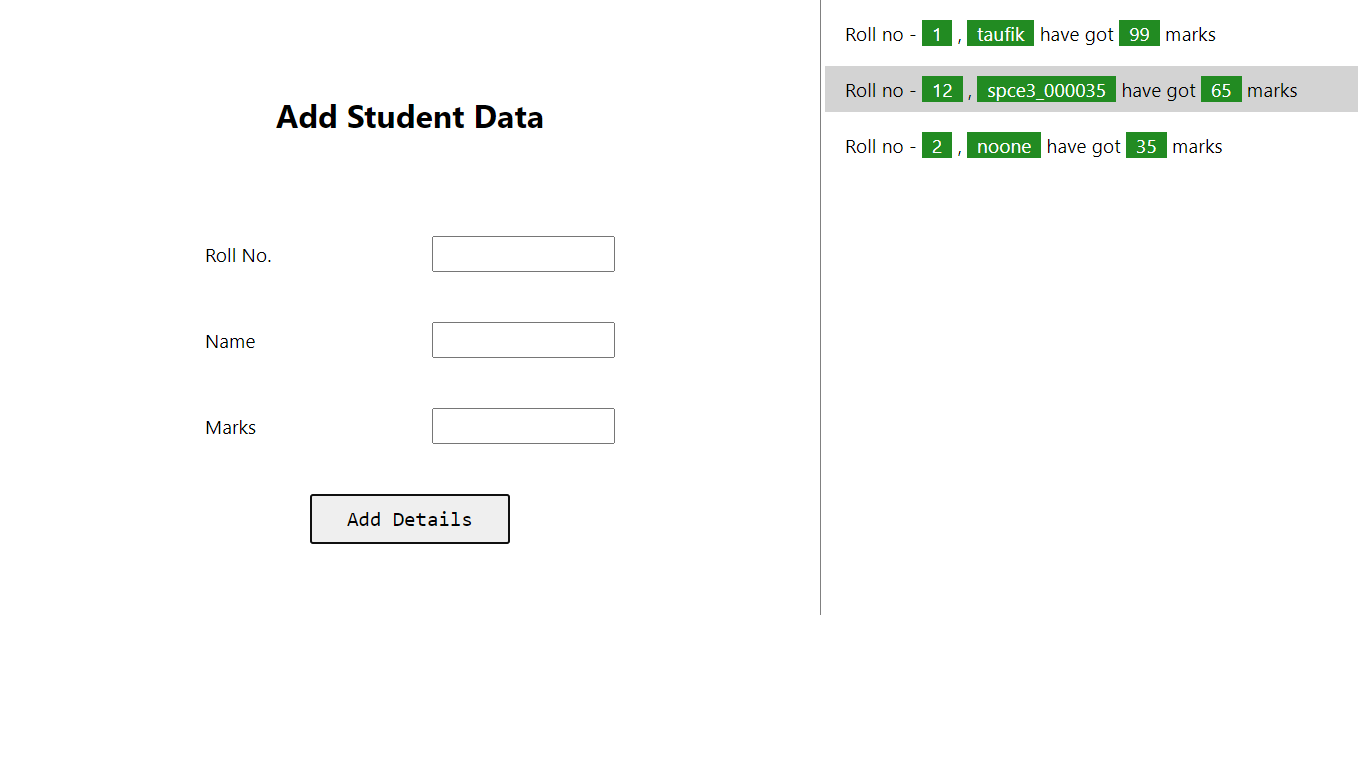 Add Student Data
Roll No.
Name
Marks
Add Details
Roll no - 1 , taufik have got 99 marks
Roll no - 12 , spce3_000035 have got 65 marks
Roll no - 2 , noone have got 35 marks